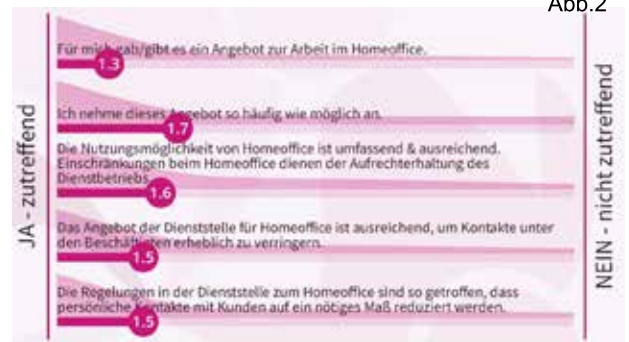 Abb.2
Für mich gab/gibt es ein Angebot zur Arbeit im Homeoffice.
1.3
Ich nehme dieses Angebot so häufig wie möglich an.
1.7
Die Nutzungsmöglichkeit von Homeoffice ist umfassend & ausreichend.
Einschränkungen beim Homeoffice dienen der Aufrechterhaltung des
Dienstbetriebs.
1.6
Das Angebot der Dienststelle für Homeoffice ist ausreichend, um Kontakte unter
den Beschäftigten erheblich zu verringern.
1.5
Die Regelungen in der Dienststelle zum Homeoffice sind so getroffen, dass
persönliche Kontakte mit Kunden auf ein nötiges Maß reduziert werden.
1.5
JA - zutreffend
NEIN - nicht zutreffend